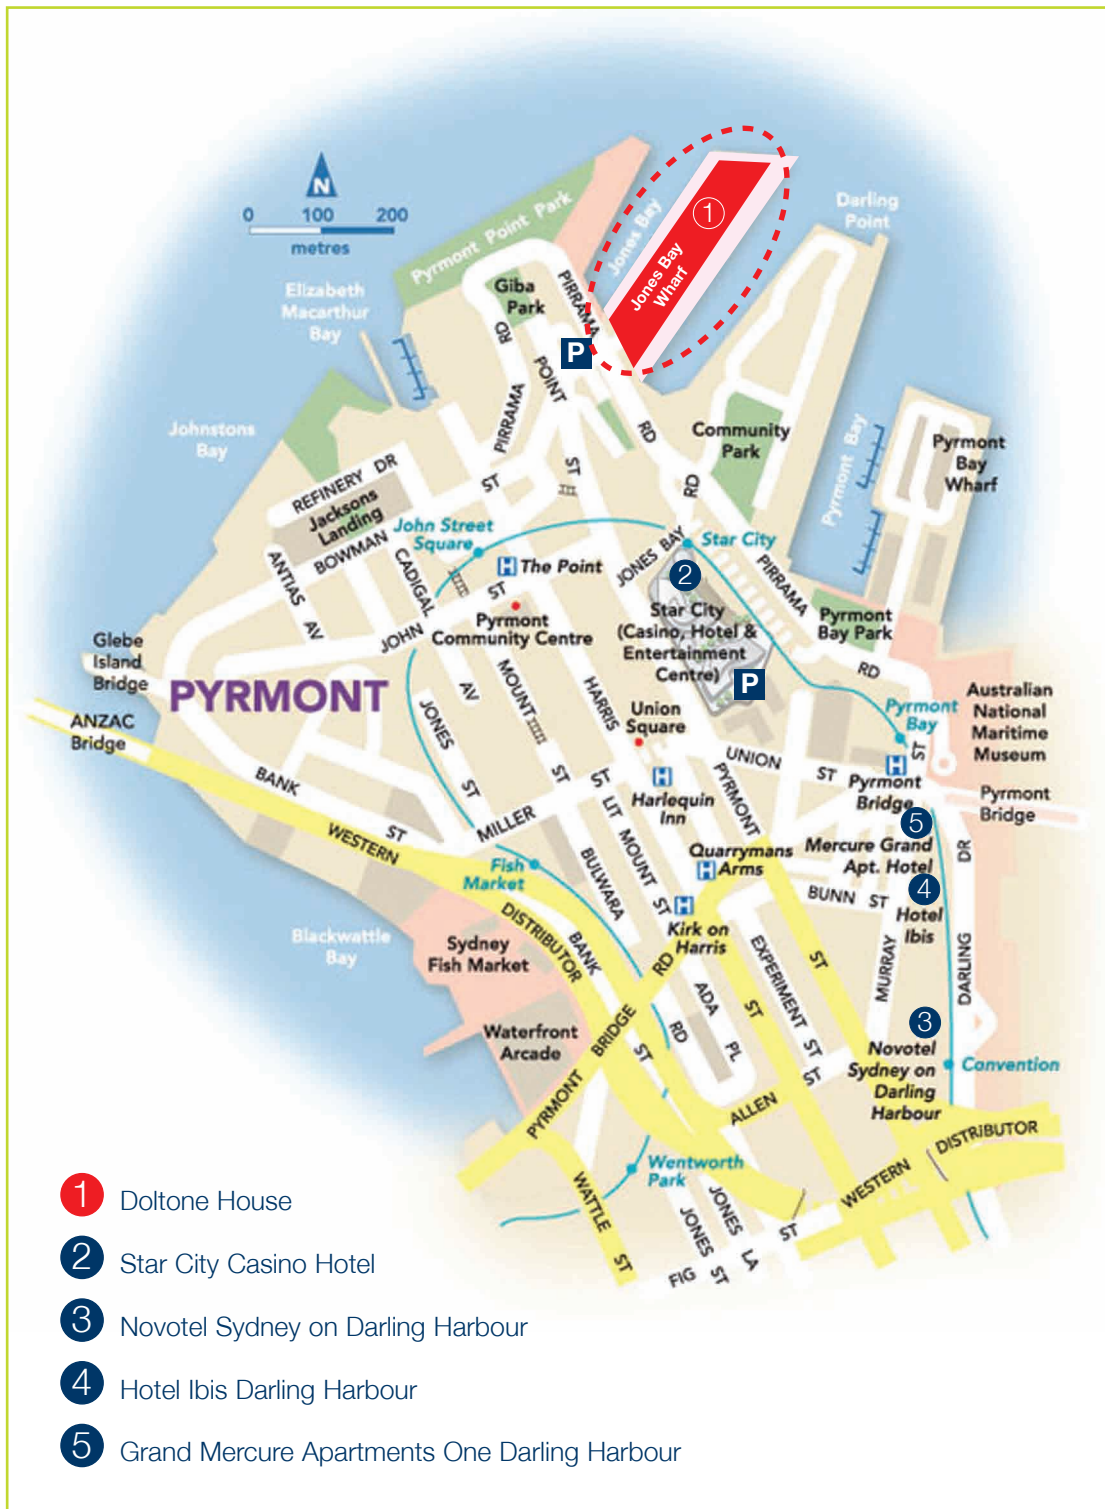 N
0 100 200
metres
Pyrmont Point Park
Jones Bay
1
Jones Bay
Wharf
Darling
Point
Elizabeth
Macarthur
Bay
Giba
Park
PIRRAMA
RD
P
POINT
ST
PIRRAMA
RD
Johnstons
Bay
Community
Park
Pyrmont Bay
Pyrmont
Bay
Wharf
REFINERY DR
Jacksons
Landing
BOWMAN
ST
RD
John Street
Square
JONES BAY
Star City
H The Point
ANTIAS
AV
CADIGAL
AV
JOHN
ST
2
Star City
(Casino, Hotel &
Entertainment
Centre)
P
PIRRAMA
RD
Pyrmont
Bay Park
Pyrmont
Community Centre
Glebe
Island
Bridge
PYRMONT
ANZAC
Bridge
MOUNT
ST
HARRIS
ST
JONES
ST
Union
Square
Pyrmont
Bay
Australian
National
Maritime
Museum
UNION
ST
ST
H
Pyrmont
Bridge
Pyrmont
Bridge
BANK
ST
WESTERN
DISTRIBUTOR
MILLER
ST
H
Harlequin
Inn
PYRMONT
ST
LIT MOUNT ST
BULWARA
RD
5
Mercure Grand
Apt. Hotel
DARLING
DR
Fish
Market
Quarrymans
H Arms
BUNN ST
4
Hotel
Ibis
H
Kirk on
Harris
Blackwattle
Bay
Sydney
Fish Market
BANK
ST
EXPERIMENT ST
MURRAY
ST
ADA
PL
3
Novotel
Sydney on
Darling
Harbour
Convention
Waterfront
Arcade
PYRMONT
BRIDGE
RD
ALLEN
ST
WESTERN
DISTRIBUTOR
WATTLE
ST
Wentworth
Park
JONES
ST
JONES
LA
FIG
ST
1 Doltone House
2 Star City Casino Hotel
3 Novotel Sydney on Darling Harbour
4 Hotel Ibis Darling Harbour
5 Grand Mercure Apartments One Darling Harbour